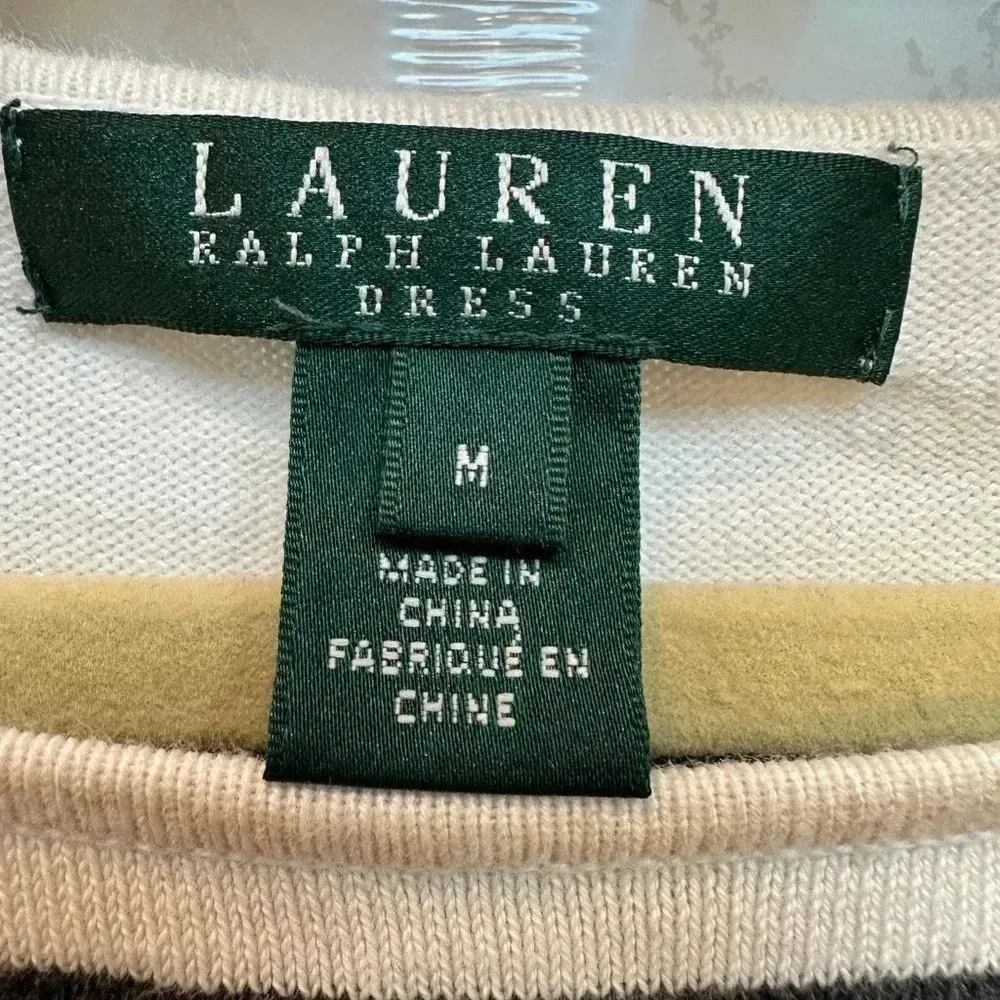 LAUREN
RALPH LAUREN
DRESS
M
MADE IN
CHINA
FABRIQUÉ EN
CHINE